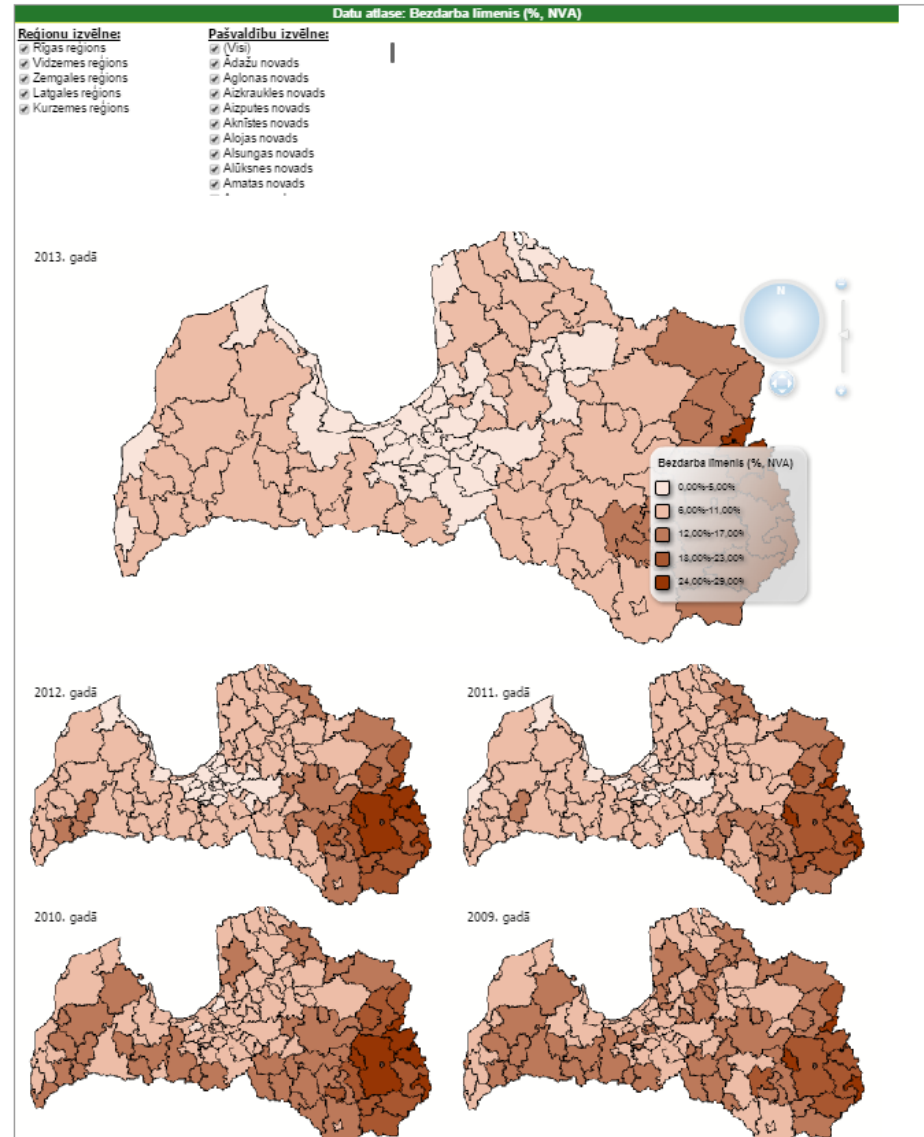 Datu atlase: Bezdarba līmenis (%, NVA)
Reģionu izvēlne:
Rīgas reģions
Vidzemes reģions
Zemgales reģions
Latgales reģions
Kurzemes reģions
Pašvaldību izvēlne:
(Visi)
Ādažu novads
Aglonas novads
Aizkraukles novads
Aizputes novads
Aknīstes novads
Alojas novads
Alsungas novads
Alūksnes novads
Amatas novads
2013. gadā
N
Bezdarba līmenis (%, NVA)
0,00%-5,00%
6,00%-11,00%
12,00%-17,00%
18,00%-23,00%
24,00%-29,00%
2012. gadā
2011. gadā
2010. gadā
2009. gadā